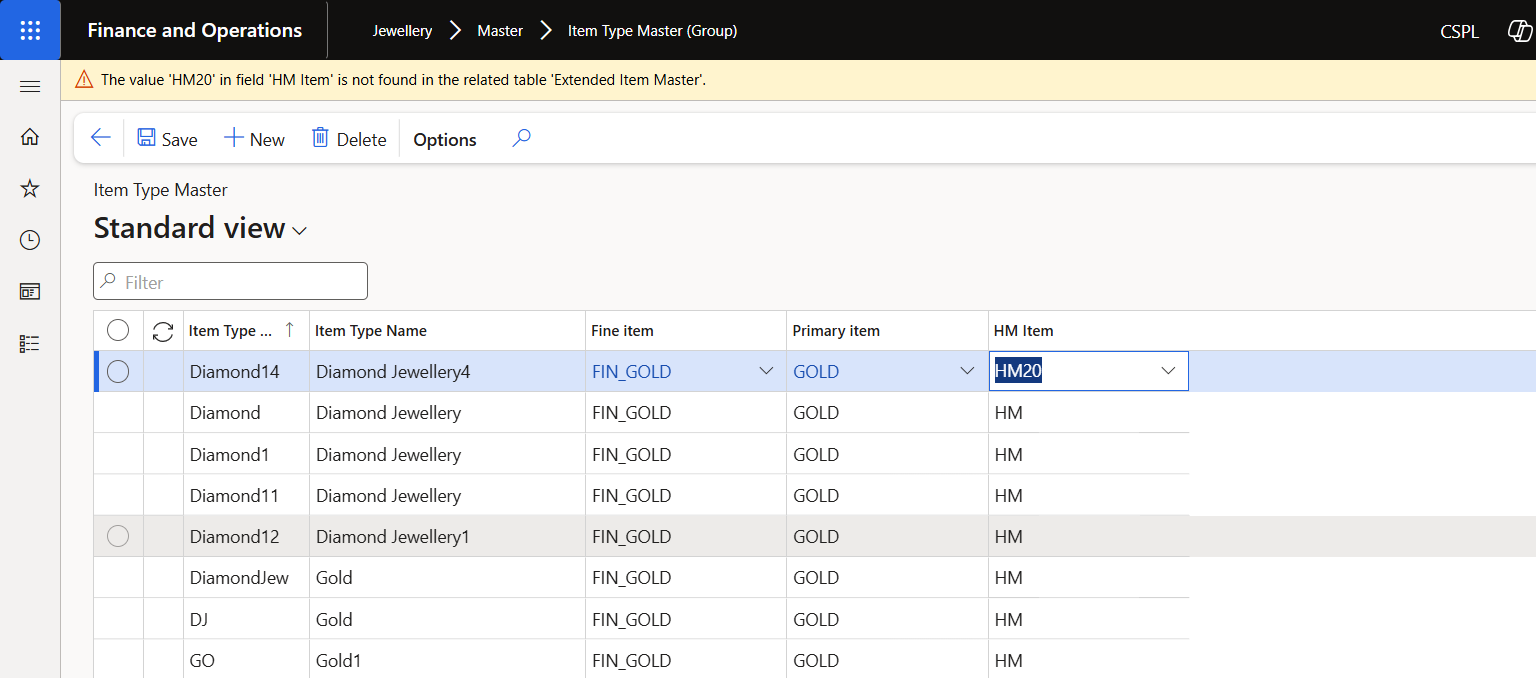 Finance and Operations Jewellery Master Item Type Master (Group) CSPL
The value 'HM20' in field 'HM Item' is not found in the related table 'Extended Item Master'.
Save New Delete Options
Item Type Master
Standard view
Filter
Item Type ... Item Type Name Fine item Primary item HM Item
Diamond14 Diamond Jewellery4 FIN_GOLD GOLD HM20
Diamond Diamond Jewellery FIN_GOLD GOLD HM
Diamond1 Diamond Jewellery FIN_GOLD GOLD HM
Diamond11 Diamond Jewellery FIN_GOLD GOLD HM
Diamond12 Diamond Jewellery1 FIN_GOLD GOLD HM
DiamondJew Gold FIN_GOLD GOLD HM
DJ Gold FIN_GOLD GOLD HM
GO Gold1 FIN_GOLD GOLD HM